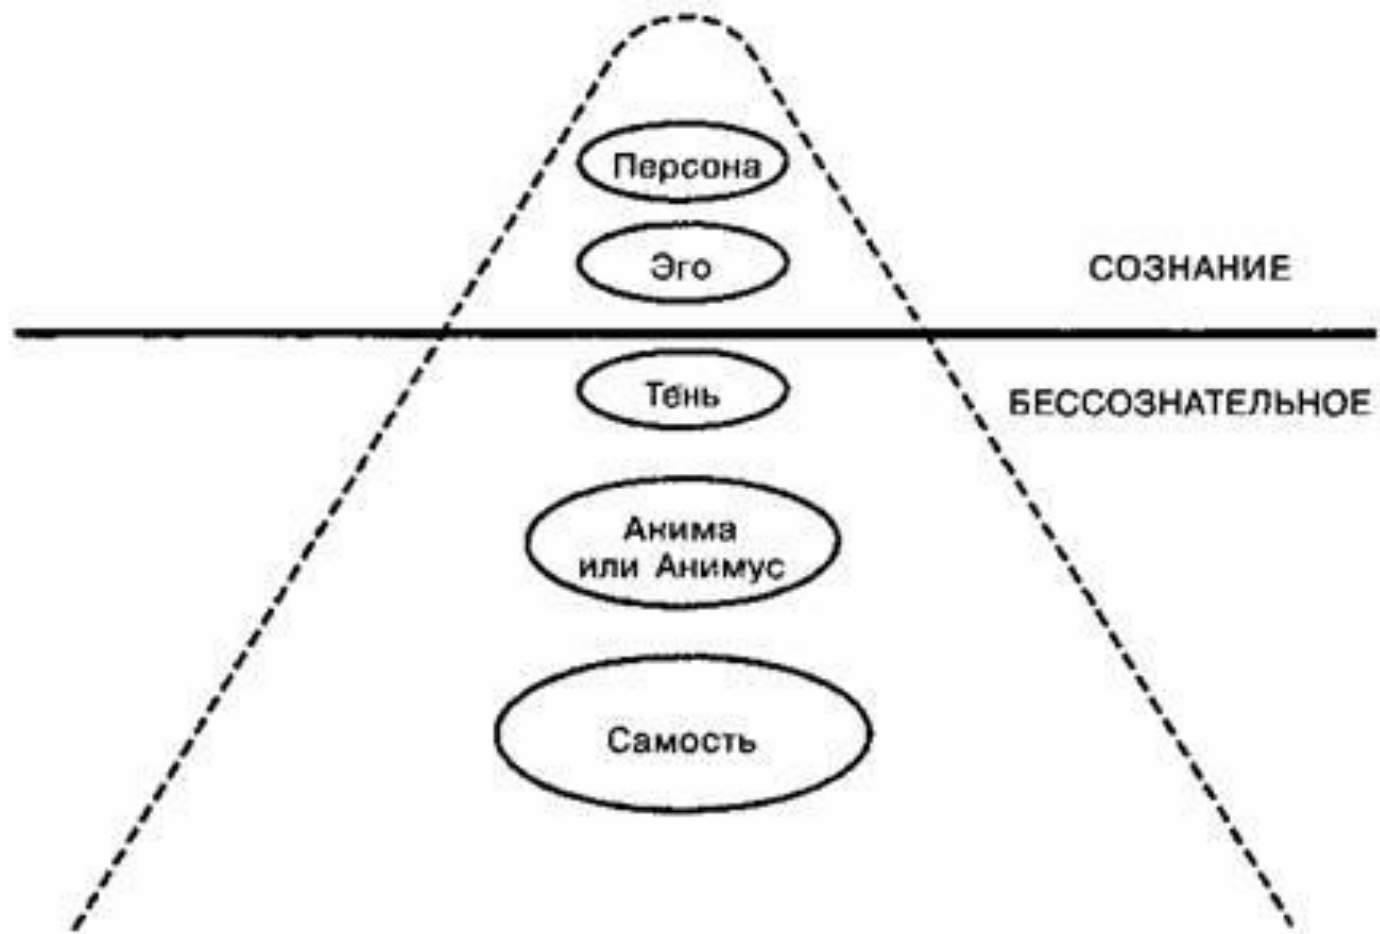 Персона
Эго
СОЗНАНИЕ
Тень
БЕССОЗНАТЕЛЬНОЕ
Анима
или Анимус
Самость